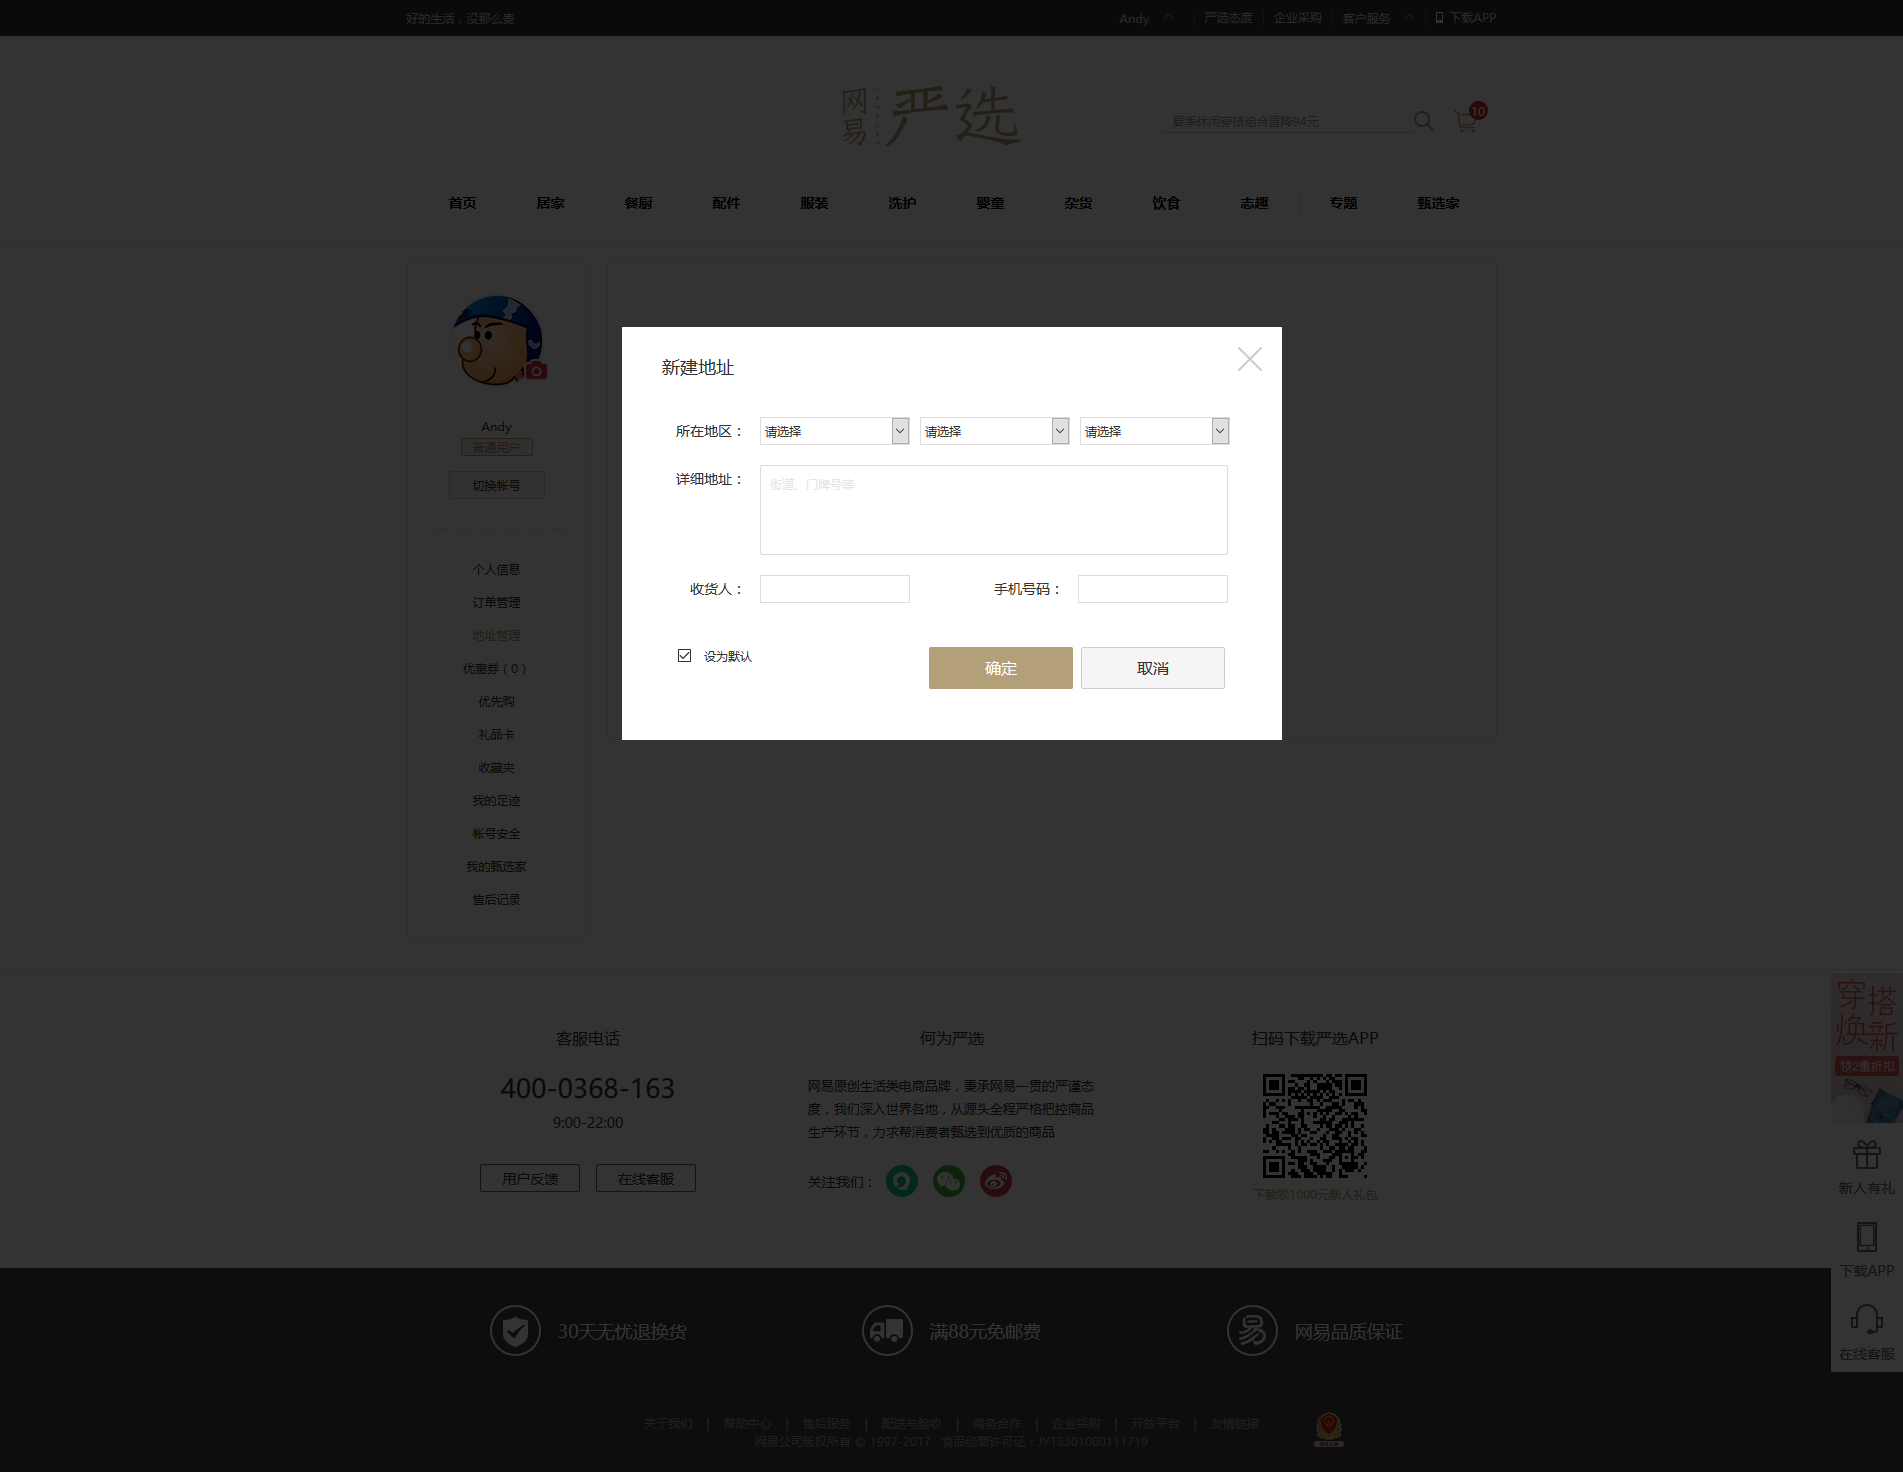 好的生活，没那么贵
Andy 严选态度 企业采购 客户服务 下载APP
网易 严选
夏季休闲穿搭组合直降94元
10
首页 居家 餐厨 配件 服装 洗护 婴童 杂货 饮食 志趣 专题 甄选家
Andy
普通用户
切换帐号
个人信息
订单管理
地址管理
优惠券（0）
优先购
礼品卡
收藏夹
我的足迹
帐号安全
我的甄选家
售后记录
新建地址
所在地区： 请选择 请选择 请选择
详细地址： 街道、门牌号等
收货人： 手机号码：
设为默认 确定 取消
客服电话
400-0368-163
9:00-22:00
用户反馈 在线客服
何为严选
网易原创生活类电商品牌，秉承网易一贯的严谨态
度，我们深入世界各地，从源头全程严格把控商品
生产环节，力求帮消费者甄选到优质的商品
关注我们：
扫码下载严选APP
下载领1000元新人礼包
穿搭
焕新
领2重折扣
新人有礼
下载APP
在线客服
30天无忧退换货 满88元免邮费 易 网易品质保证
关于我们 | 帮助中心 | 售后服务 | 配送与验收 | 商务合作 | 企业采购 | 开放平台 | 友情链接
网易公司版权所有 © 1997-2017 食品经营许可证：JY13301080111719